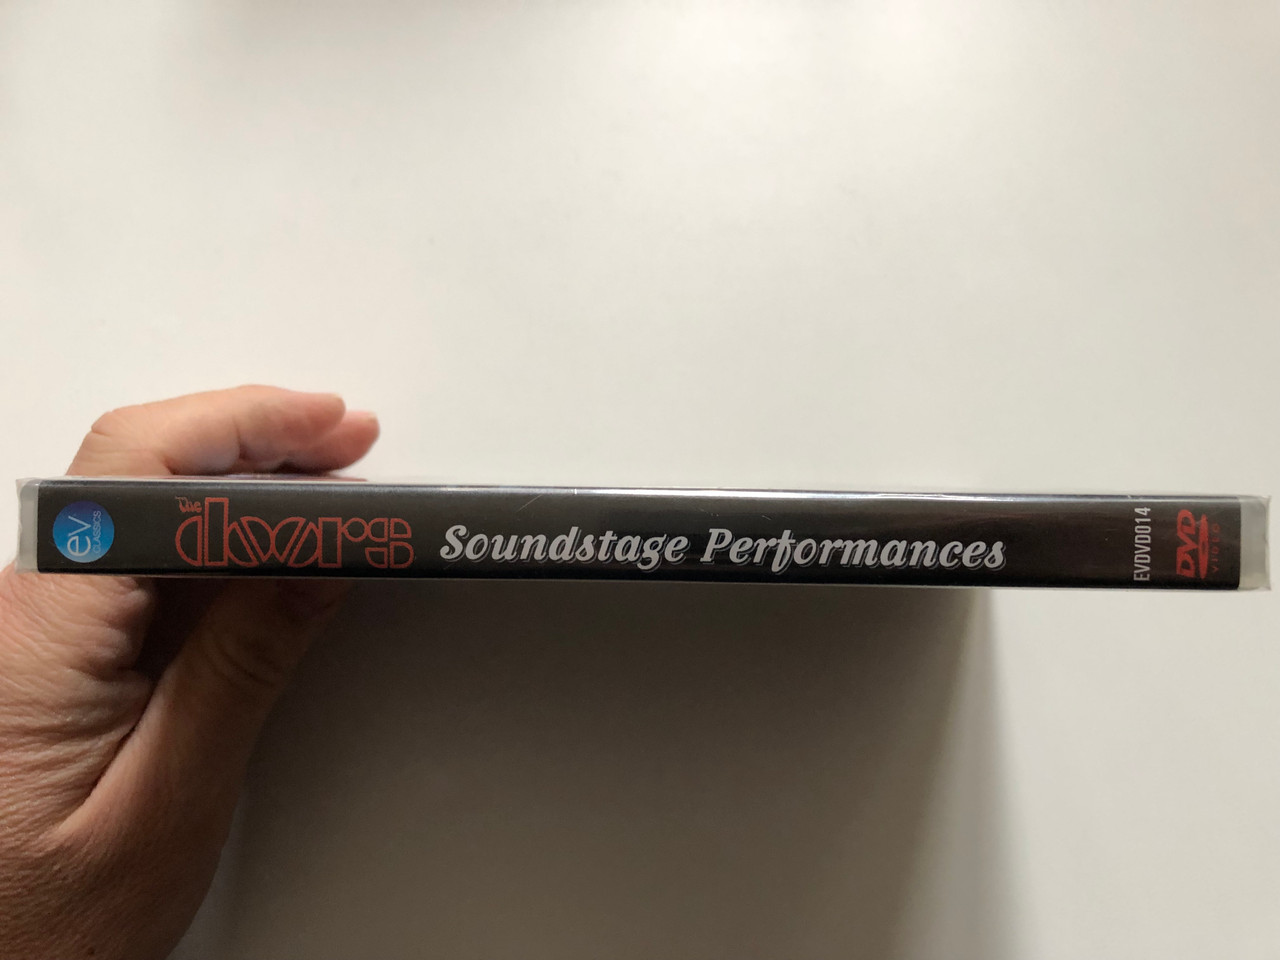 ev CLASSICS
The doors
Soundstage Performances
EVDVD014
DVD
VIDEO